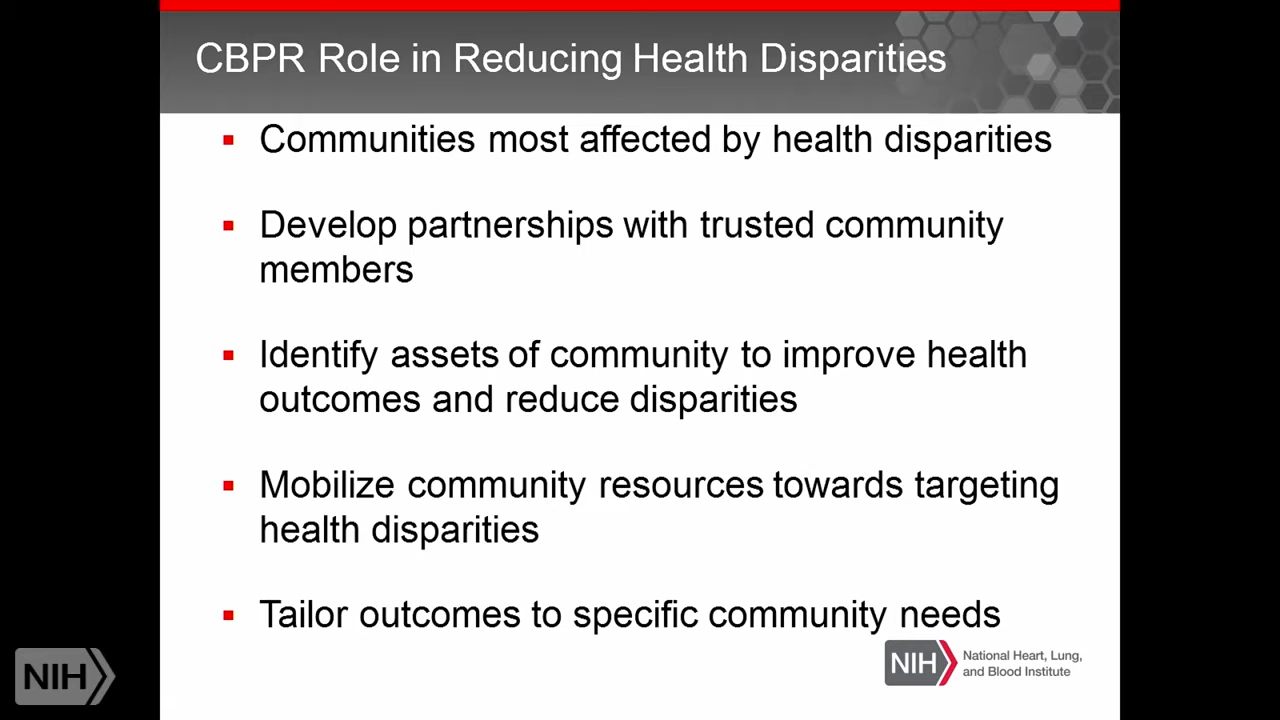 CBPR Role in Reducing Health Disparities
Communities most affected by health disparities
Develop partnerships with trusted community
members
Identify assets of community to improve health
outcomes and reduce disparities
Mobilize community resources towards targeting
health disparities
Tailor outcomes to specific community needs
NIH
National Heart, Lung,
and Blood Institute
NIH